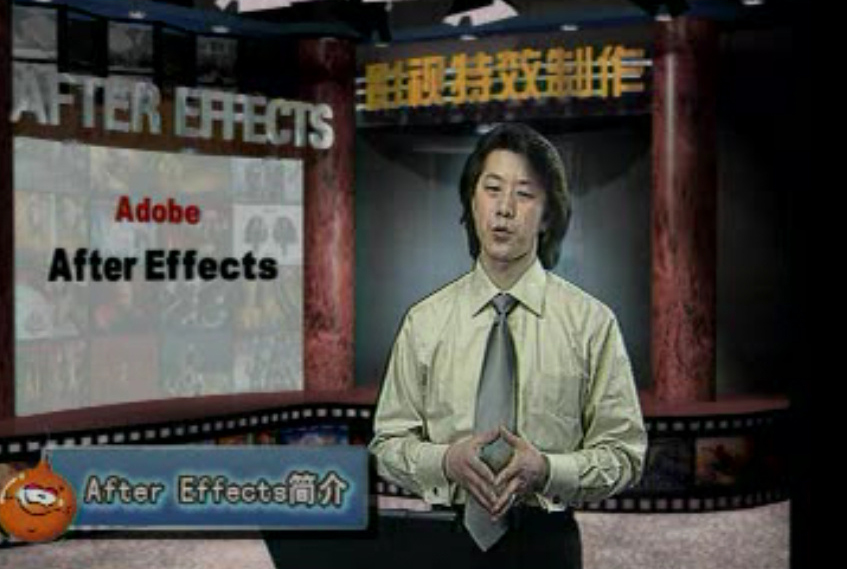 AFTER EFFECTS
影视特效制作
Adobe
After Effects
After Effects简介